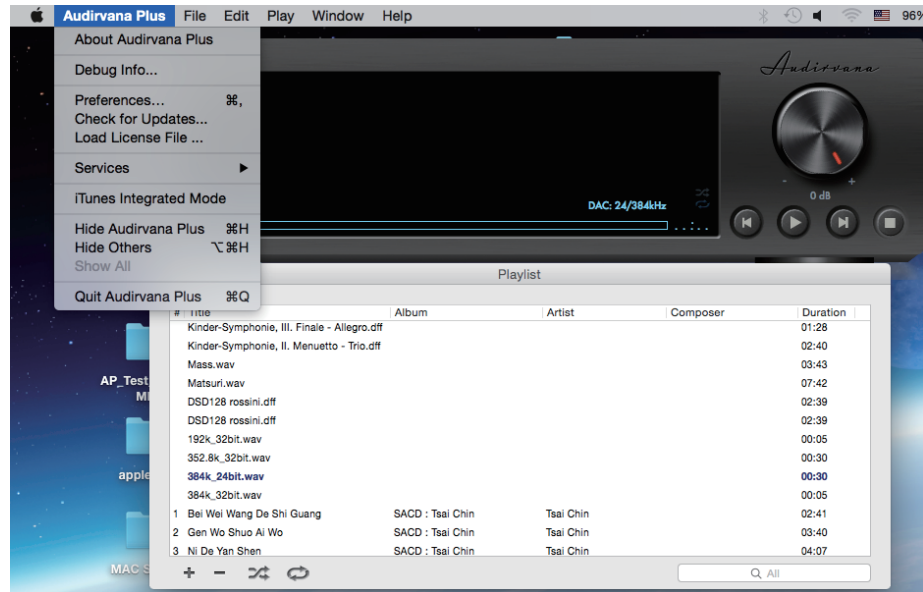 Audirvana Plus File Edit Play Window Help 96%
About Audirvana Plus
Debug Info...
Preferences... ⌘,
Check for Updates...
Load License File ...
Services ▶
iTunes Integrated Mode
Hide Audirvana Plus ⌘H
Hide Others ⌥⌘H
Show All
Quit Audirvana Plus ⌘Q
Audirvana
- +
0 dB
DAC: 24/384kHz
Playlist
# Title Album Artist Composer Duration
Kinder-Symphonie, III. Finale - Allegro.dff 01:28
Kinder-Symphonie, II. Menuetto - Trio.dff 02:40
Mass.wav 03:43
Matsuri.wav 07:42
DSD128 rossini.dff 02:39
DSD128 rossini.dff 02:39
192k_32bit.wav 00:05
352.8k_32bit.wav 00:30
384k_24bit.wav 00:30
384k_32bit.wav 00:05
1 Bei Wei Wang De Shi Guang SACD : Tsai Chin Tsai Chin 02:41
2 Gen Wo Shuo Ai Wo SACD : Tsai Chin Tsai Chin 03:40
3 Ni De Yan Shen SACD : Tsai Chin Tsai Chin 04:07
All
AP_Test
apple
MAC